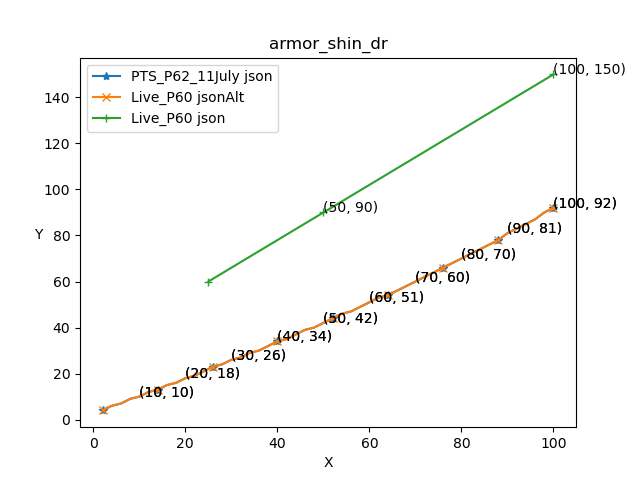 armor_shin_dr
PTS_P62_11July json
Live_P60 jsonAlt
Live_P60 json
(100, 150)
(50, 90)
(100, 92)
(90, 81)
(80, 70)
(70, 60)
(60, 51)
(50, 42)
(40, 34)
(30, 26)
(20, 18)
(10, 10)
140
120
100
80
60
40
20
0
Y
0 20 40 60 80 100
X